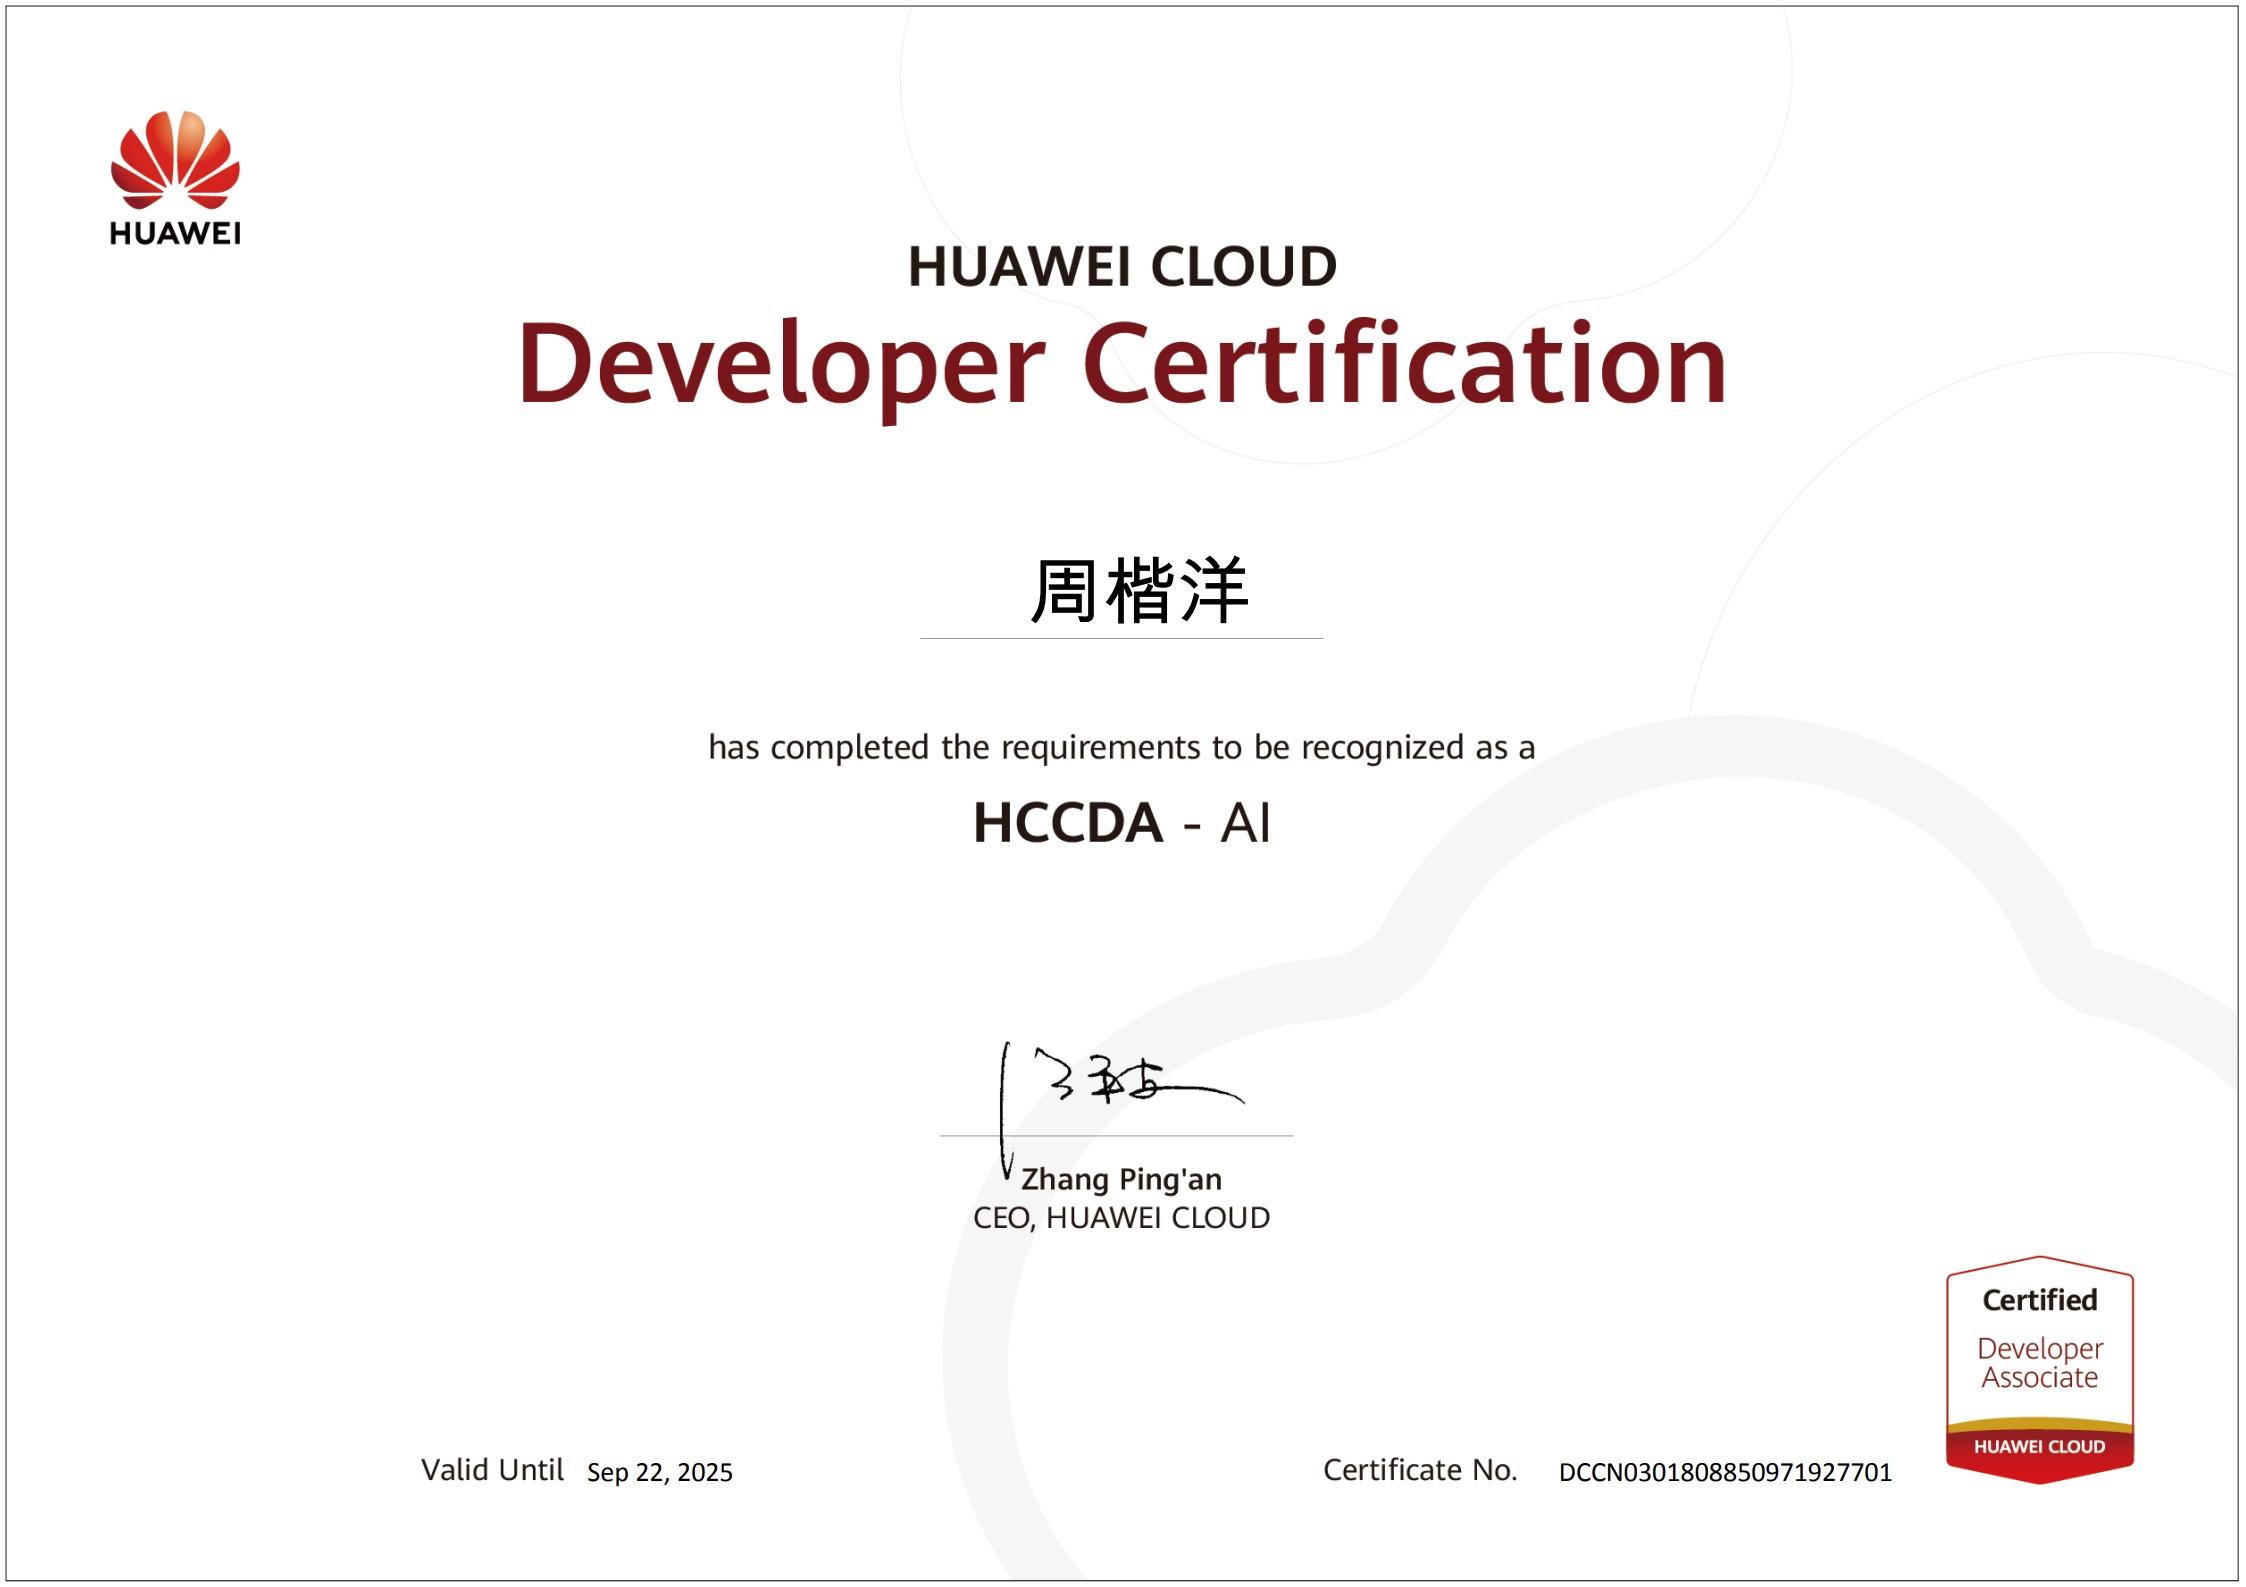 HUAWEI
HUAWEI CLOUD
Developer Certification
周楷洋
has completed the requirements to be recognized as a
HCCDA - AI
Zhang Ping'an
CEO, HUAWEI CLOUD
Certified
Developer
Associate
HUAWEI CLOUD
Valid Until Sep 22, 2025
Certificate No. DCCN0301808850971927701